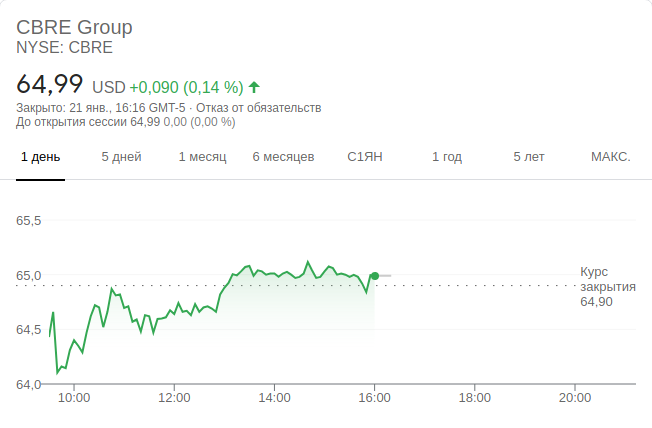 CBRE Group
NYSE: CBRE
64,99 USD +0,090 (0,14 %)
Закрыто: 21 янв., 16:16 GMT-5 · Отказ от обязательств
До открытия сессии 64,99 0,00 (0,00 %)
1 день 5 дней 1 месяц 6 месяцев С1ЯН 1 год 5 лет МАКС.
65,5
65,0
Курс
закрытия
64,90
64,5
64,0
10:00 12:00 14:00 16:00 18:00 20:00